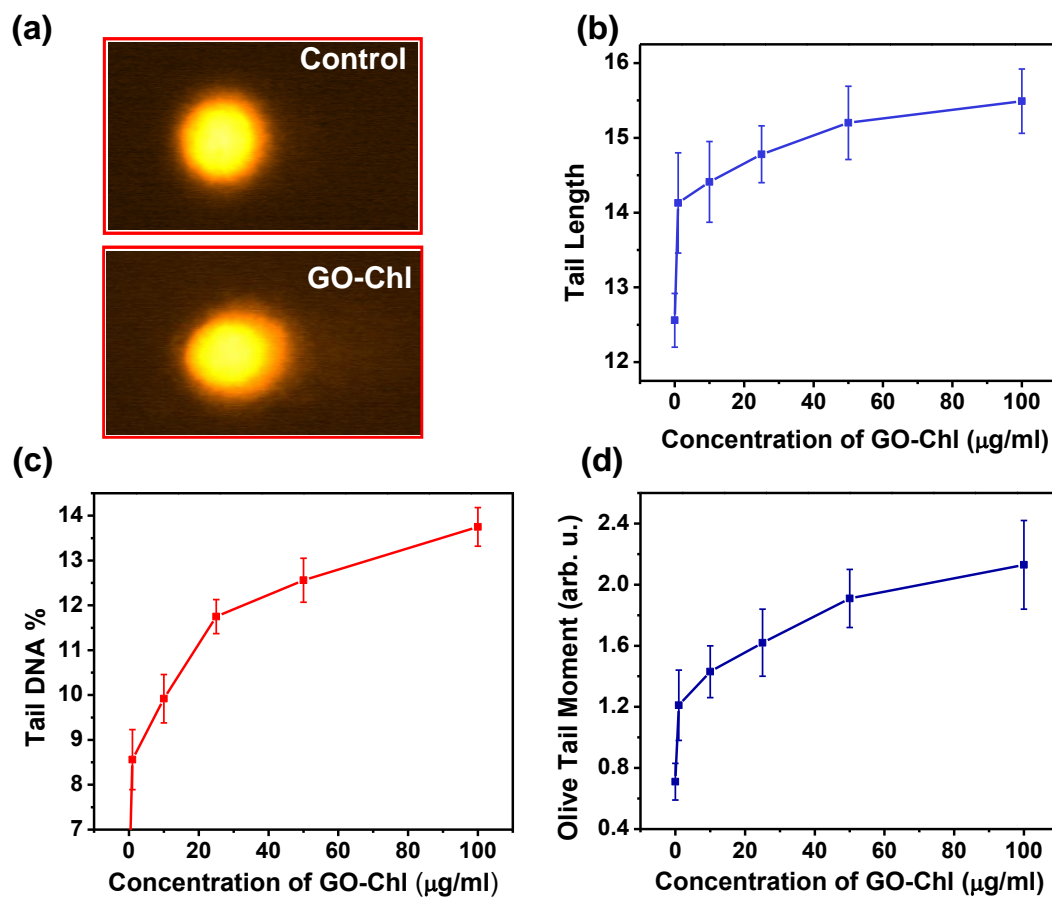 (a)
Control
GO-Chl
(b)
16
15
14
13
12
Tail Length
0 20 40 60 80 100
Concentration of GO-Chl (μg/ml)
(c)
14
13
12
11
10
9
8
7
Tail DNA %
0 20 40 60 80 100
Concentration of GO-Chl (μg/ml)
(d)
2.4
2.0
1.6
1.2
0.8
0.4
Olive Tail Moment (arb. u.)
0 20 40 60 80 100
Concentration of GO-Chl (μg/ml)